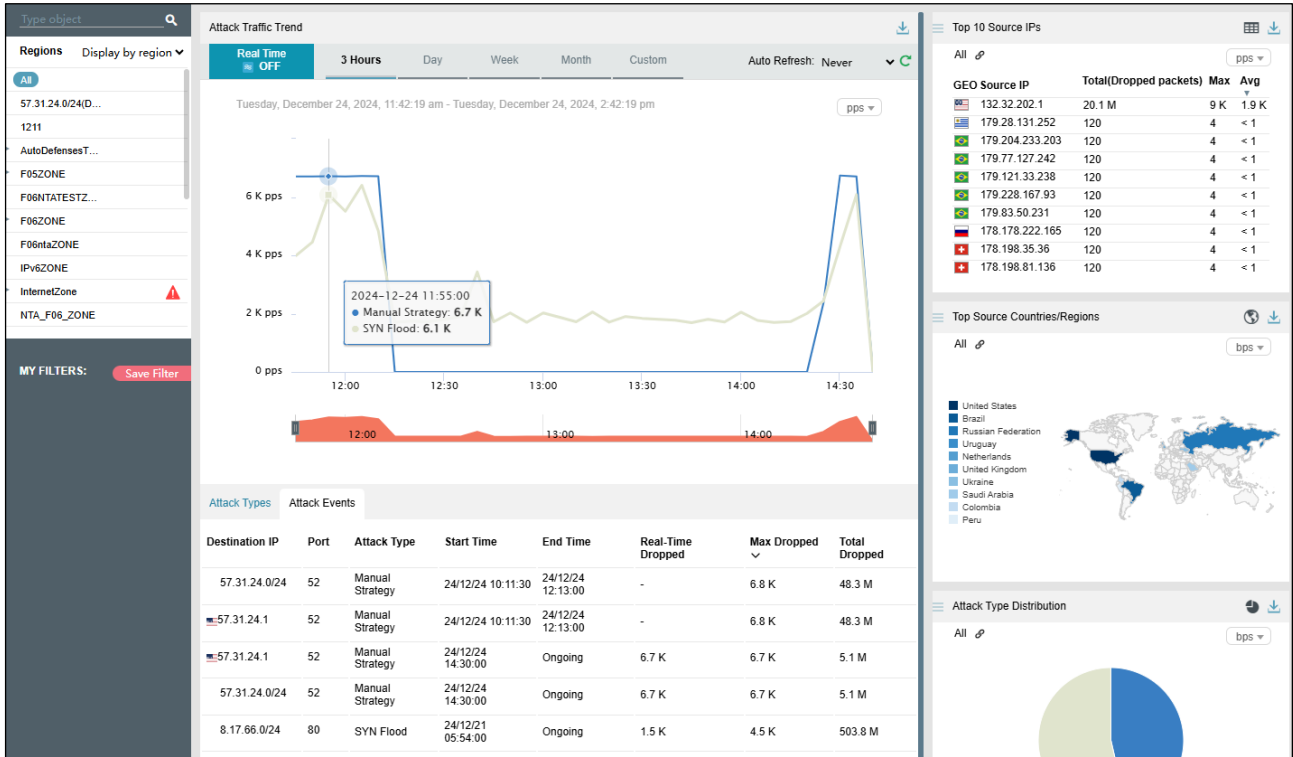 Type object
Regions Display by region
All
57.31.24.0/24(D...
1211
AutoDefensesT...
F05ZONE
F06NTATESTZ...
F06ZONE
F06ntaZONE
IPv6ZONE
InternetZone
NTA_F06_ZONE
MY FILTERS: Save Filter
Attack Traffic Trend
Real Time
OFF
3 Hours Day Week Month Custom Auto Refresh: Never
Tuesday, December 24, 2024, 11:42:19 am - Tuesday, December 24, 2024, 2:42:19 pm pps
6 K pps
4 K pps
2 K pps
0 pps
2024-12-24 11:55:00
Manual Strategy: 6.7 K
SYN Flood: 6.1 K
12:00 12:30 13:00 13:30 14:00 14:30
12:00 13:00 14:00
Attack Types Attack Events
Destination IP Port Attack Type Start Time End Time Real-Time Dropped Max Dropped Total Dropped
57.31.24.0/24 52 Manual Strategy 24/12/24 10:11:30 24/12/24 12:13:00 - 6.8 K 48.3 M
57.31.24.1 52 Manual Strategy 24/12/24 10:11:30 24/12/24 12:13:00 - 6.8 K 48.3 M
57.31.24.1 52 Manual Strategy 24/12/24 14:30:00 Ongoing 6.7 K 6.7 K 5.1 M
57.31.24.0/24 52 Manual Strategy 24/12/24 14:30:00 Ongoing 6.7 K 6.7 K 5.1 M
8.17.66.0/24 80 SYN Flood 24/12/21 05:54:00 Ongoing 1.5 K 4.5 K 503.8 M
Top 10 Source IPs
All pps
GEO Source IP Total(Dropped packets) Max Avg
132.32.202.1 20.1 M 9 K 1.9 K
179.28.131.252 120 4 < 1
179.204.233.203 120 4 < 1
179.77.127.242 120 4 < 1
179.121.33.238 120 4 < 1
179.228.167.93 120 4 < 1
179.83.50.231 120 4 < 1
178.178.222.165 120 4 < 1
178.198.35.36 120 4 < 1
178.198.81.136 120 4 < 1
Top Source Countries/Regions
All bps
United States
Brazil
Russian Federation
Uruguay
Netherlands
United Kingdom
Ukraine
Saudi Arabia
Colombia
Peru
Attack Type Distribution
All bps